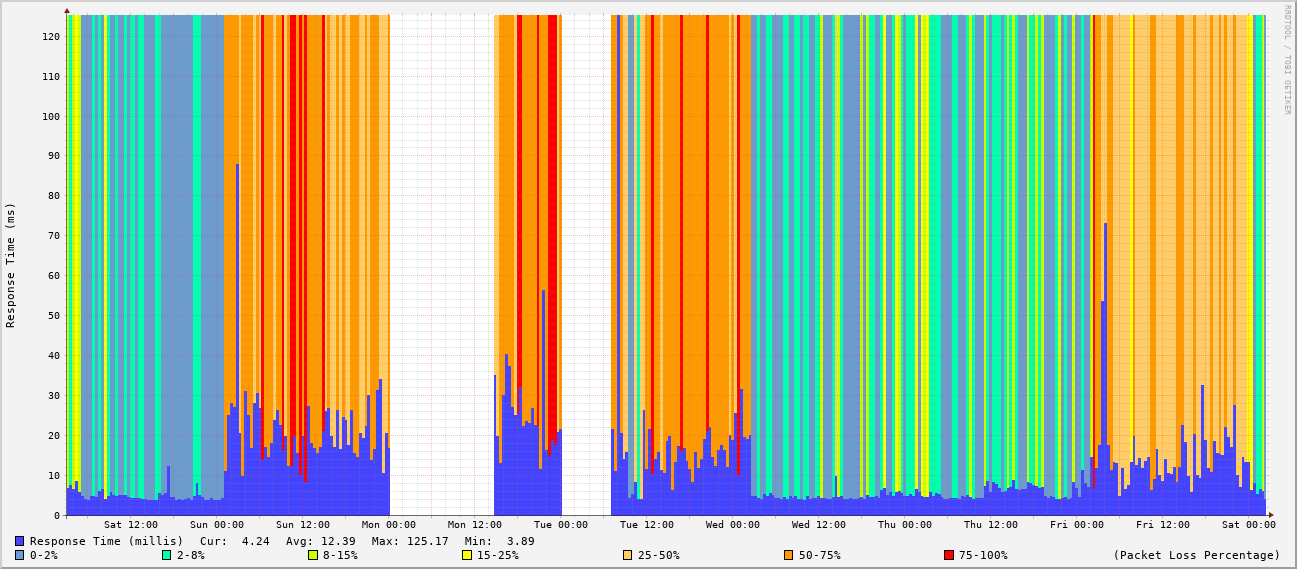 RRDTOOL / TOBI OETIKER
Response Time (ms)
120
110
100
90
80
70
60
50
40
30
20
10
0
Sat 12:00 Sun 00:00 Sun 12:00 Mon 00:00 Mon 12:00 Tue 00:00 Tue 12:00 Wed 00:00 Wed 12:00 Thu 00:00 Thu 12:00 Fri 00:00 Fri 12:00 Sat 00:00
Response Time (millis) Cur: 4.24 Avg: 12.39 Max: 125.17 Min: 3.89
0-2% 2-8% 8-15% 15-25% 25-50% 50-75% 75-100% (Packet Loss Percentage)